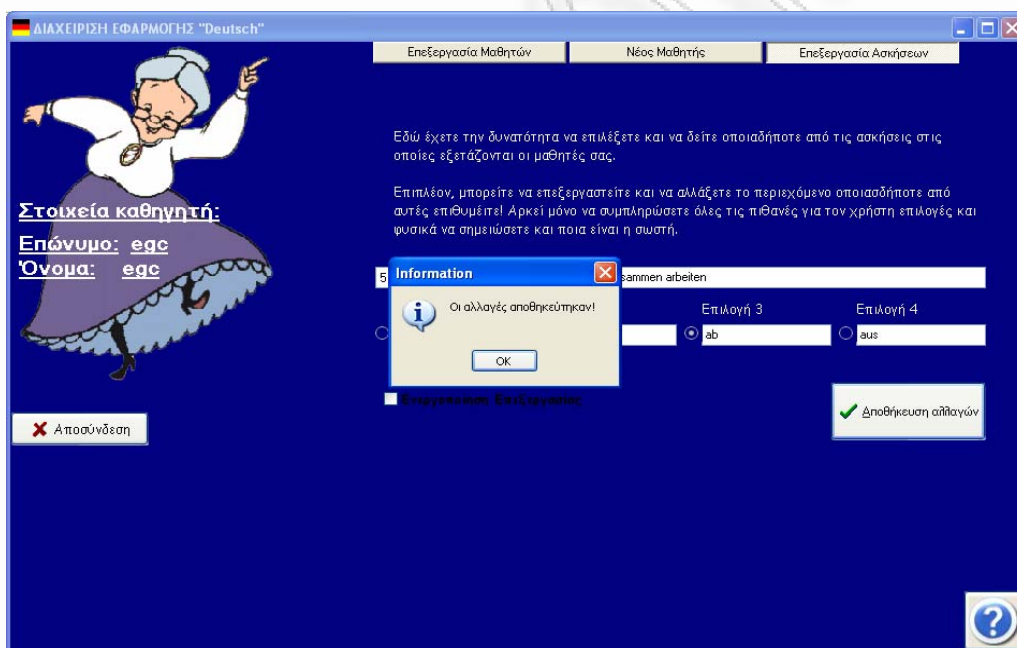 ΔΙΑΧΕΙΡΙΣΗ ΕΦΑΡΜΟΓΗΣ "Deutsch"
Επεξεργασία Μαθητών
Νέος Μαθητής
Επεξεργασία Ασκήσεων
Εδώ έχετε την δυνατότητα να επιλέξετε και να δείτε οποιαδήποτε από τις ασκήσεις στις
οποίες εξετάζονται οι μαθητές σας.
Επιπλέον, μπορείτε να επεξεργαστείτε και να αλλάξετε το περιεχόμενο οποιασδήποτε από
αυτές επιθυμέιτε! Αρκεί μόνο να συμπληρώσετε όλες τις πιθανές για τον χρήστη επιλογές και
φυσικά να σημειώσετε και ποια είναι η σωστή.
Στοιχεία καθηγητή:
Επώνυμο: egc
Όνομα: egc
5
sammen arbeiten
Information
Οι αλλαγές αποθηκεύτηκαν!
OK
Επιλογή 3
Επιλογή 4
ab
aus
Ενεργοποίηση Επεξεργασίας
Αποθήκευση αλλαγών
Αποσύνδεση